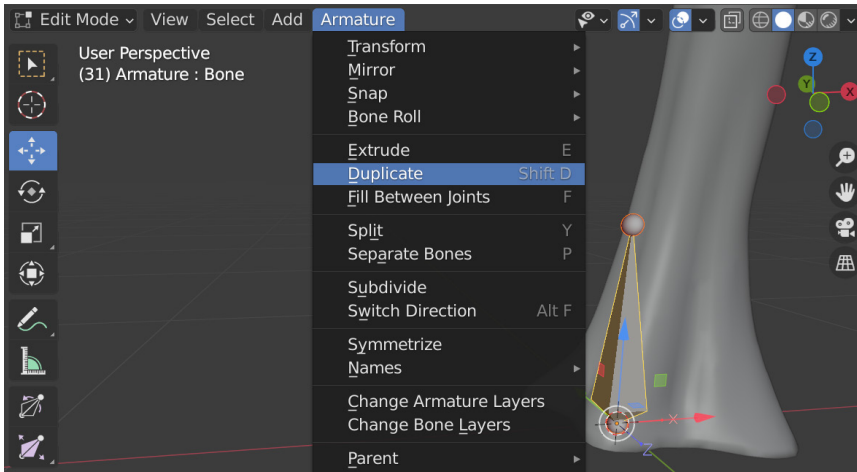 Edit Mode View Select Add Armature
User Perspective
(31) Armature : Bone
Transform
Mirror
Snap
Bone Roll
Extrude E
Duplicate Shift D
Fill Between Joints F
Split Y
Separate Bones P
Subdivide
Switch Direction Alt F
Symmetrize
Names
Change Armature Layers
Change Bone Layers
Parent
Z
Y
X
X
Z